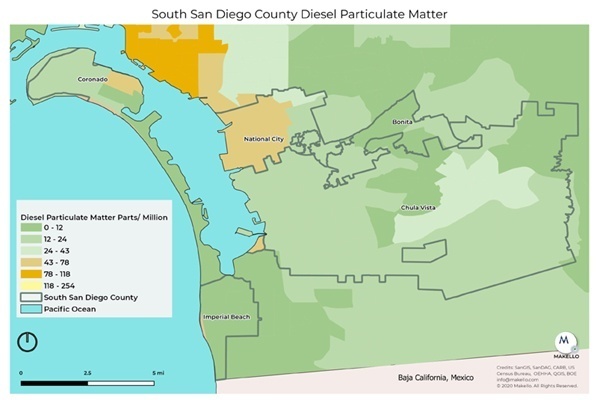 South San Diego County Diesel Particulate Matter
Coronado
National City
Bonita
Chula Vista
Diesel Particulate Matter Parts/ Million
0 - 12
12 - 24
24 - 43
43 - 78
78 - 118
118 - 254
South San Diego County
Pacific Ocean
Imperial Beach
M
MAKELLO
0 2.5 5 mi
Baja California, Mexico
Credits: SanGIS, SanDAG, CARB, US
Census Bureau, OEHHA, QGIS, BOE
info@makello.com
© 2020 Makello. All Rights Reserved.